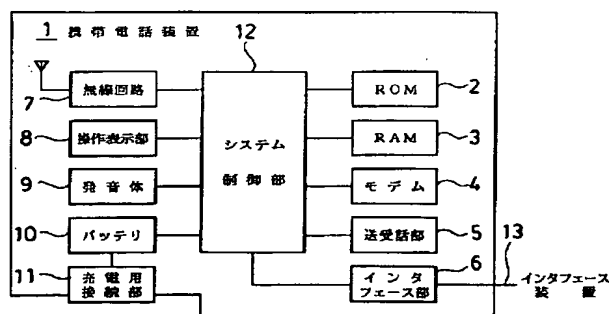 1 携帯電話装置
12
無線回路
7
ROM
2
操作表示部
8
システム
制御部
RAM
3
発音体
9
モデム
4
バッテリ
10
送受話部
5
充電用
接続部
11
インタ
フェース部
6
13
インタフェース
装置